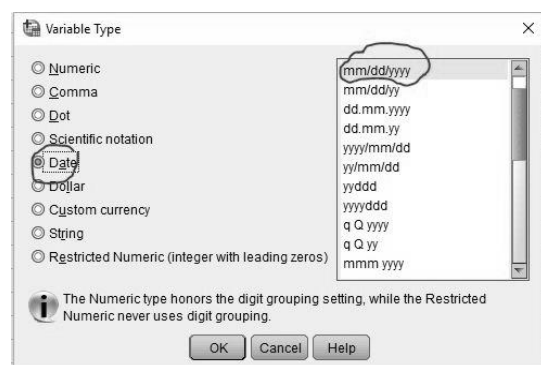 Variable Type
Numeric
Comma
Dot
Scientific notation
Date
Dollar
Custom currency
String
Restricted Numeric (integer with leading zeros)
mm/dd/yyyy
mm/dd/yy
dd.mm.yyyy
dd.mm.yy
yyyy/mm/dd
yy/mm/dd
yyddd
yyyyddd
q Q yyyy
q Q yy
mmm yyyy
The Numeric type honors the digit grouping setting, while the Restricted
Numeric never uses digit grouping.
OK Cancel Help